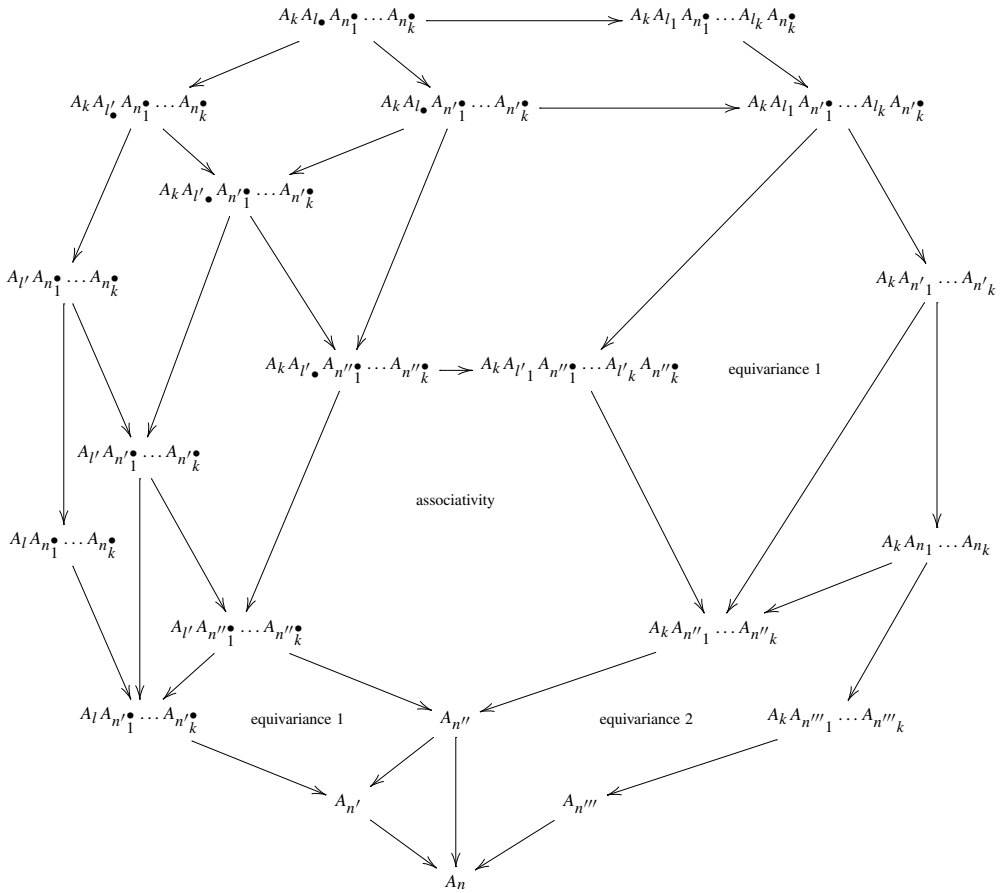 A_k A_{l_•} A_{n_1^•} … A_{n_k^•} A_k A_{l_1} A_{n_1^•} … A_{l_k} A_{n_k^•}
A_k A_{l'_•} A_{n_1^•} … A_{n_k^•} A_k A_{l_•} A_{n'_1^•} … A_{n'_k^•} A_k A_{l_1} A_{n'_1^•} … A_{l_k} A_{n'_k^•}
A_k A_{l'_•} A_{n'_1^•} … A_{n'_k^•}
A_{l'} A_{n_1^•} … A_{n_k^•} A_k A_{n'_1} … A_{n'_k}
A_k A_{l'_•} A_{n''_1^•} … A_{n''_k^•} A_k A_{l'_1} A_{n''_1^•} … A_{l'_k} A_{n''_k^•} equivariance 1
A_{l'} A_{n'_1^•} … A_{n'_k^•}
associativity
A_l A_{n_1^•} … A_{n_k^•} A_k A_{n_1} … A_{n_k}
A_{l'} A_{n''_1^•} … A_{n''_k^•} A_k A_{n''_1} … A_{n''_k}
A_l A_{n'_1^•} … A_{n'_k^•} equivariance 1 A_{n''} equivariance 2 A_k A_{n'''_1} … A_{n'''_k}
A_{n'} A_{n'''}
A_n